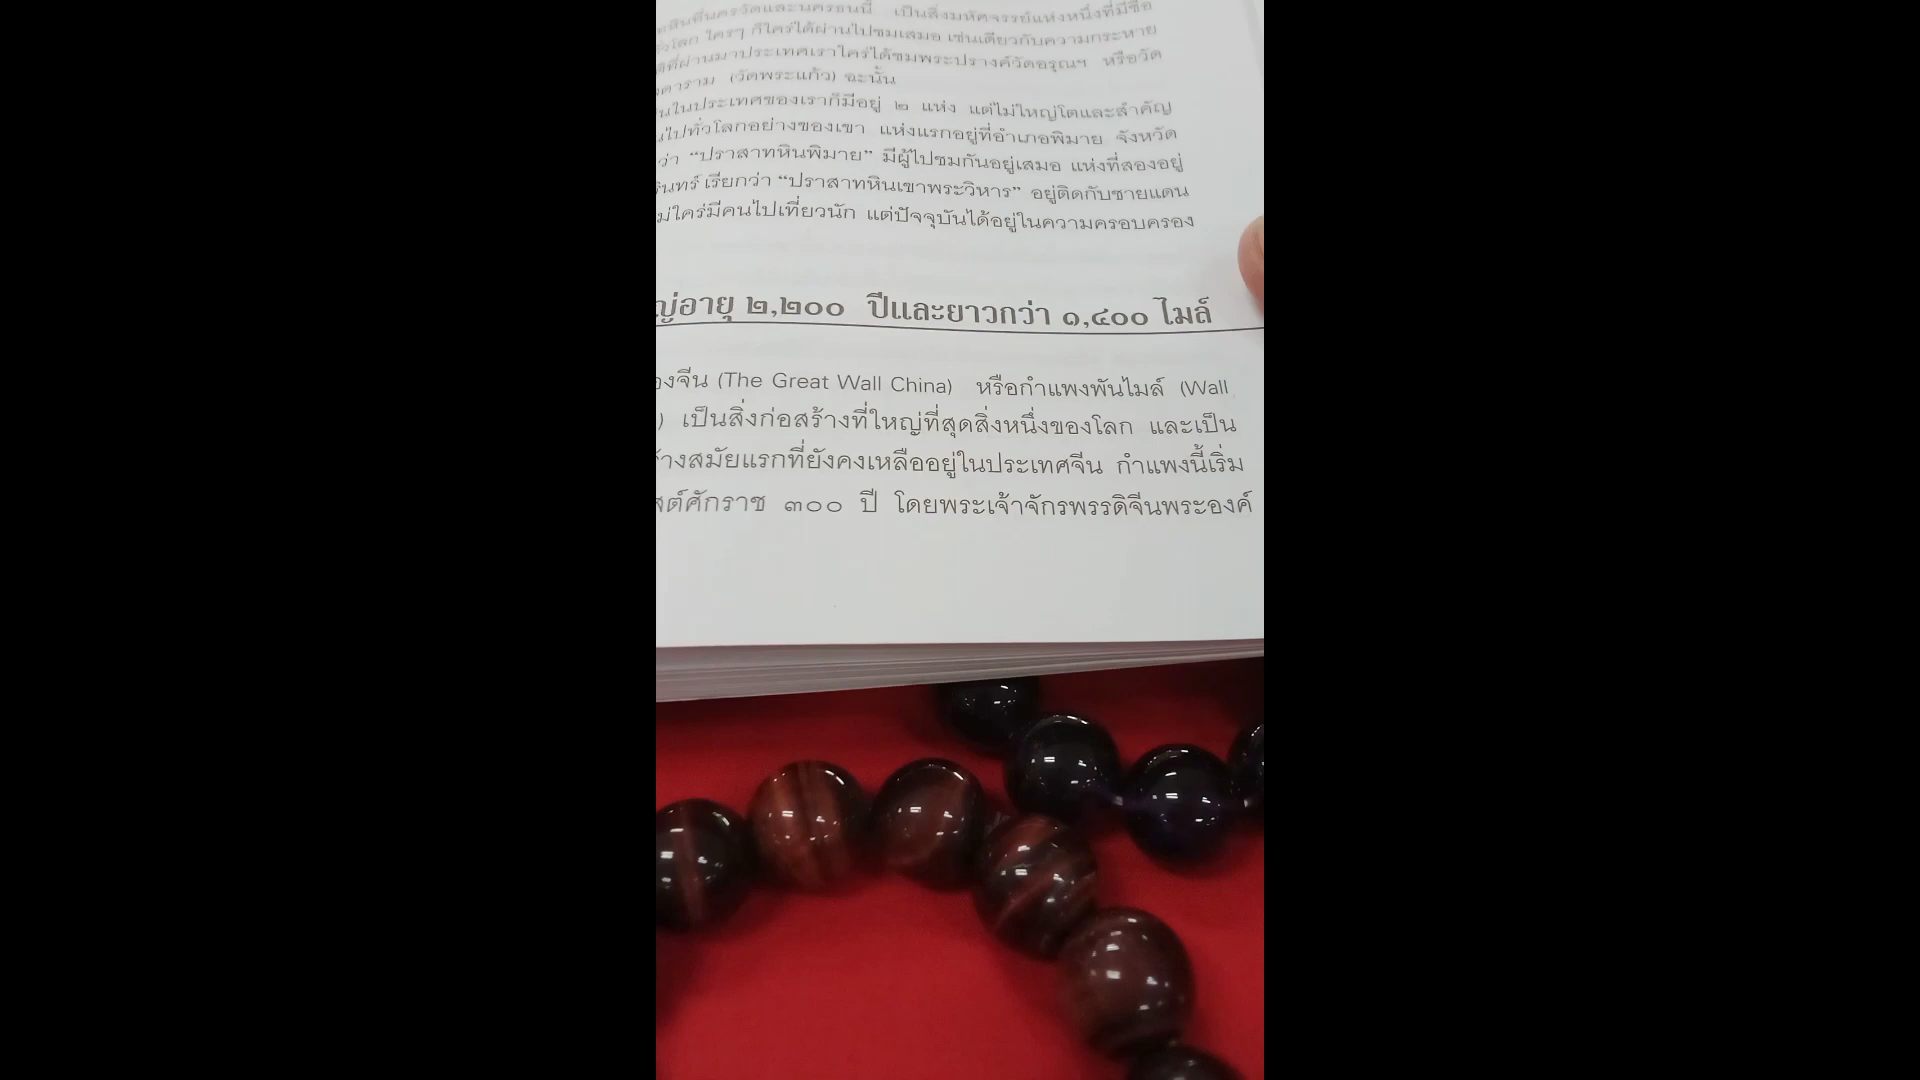 เป็นสิ่งมหัศจรรย์แห่งหนึ่งที่มีชื่อ
ใครๆ ก็ใคร่ได้ผ่านไปชมเสมอ เช่นเดียวกับความกระหาย
ที่ผ่านมาประเทศเราใคร่ได้ชมพระปรางค์วัดอรุณฯ หรือวัด
(วัดพระแก้ว) ฉะนั้น
ในประเทศของเราก็มีอยู่ ๒ แห่ง แต่ไม่ใหญ่โตและสำคัญ
ไปทั่วโลกอย่างของเขา แห่งแรกอยู่ที่อำเภอพิมาย จังหวัด
ว่า “ปราสาทหินพิมาย” มีผู้ไปชมกันอยู่เสมอ แห่งที่สองอยู่
รินทร์ เรียกว่า “ปราสาทหินเขาพระวิหาร” อยู่ติดกับชายแดน
ไม่ใคร่มีคนไปเที่ยวนัก แต่ปัจจุบันได้อยู่ในความครอบครอง
ญ่อายุ ๒,๒๐๐ ปีและยาวกว่า ๑,๔๐๐ ไมล์
องจีน (The Great Wall China) หรือกำแพงพันไมล์ (Wall
) เป็นสิ่งก่อสร้างที่ใหญ่ที่สุดสิ่งหนึ่งของโลก และเป็น
ร้างสมัยแรกที่ยังคงเหลืออยู่ในประเทศจีน กำแพงนี้เริ่ม
สต์ศักราช ๓๐๐ ปี โดยพระเจ้าจักรพรรดิจีนพระองค์